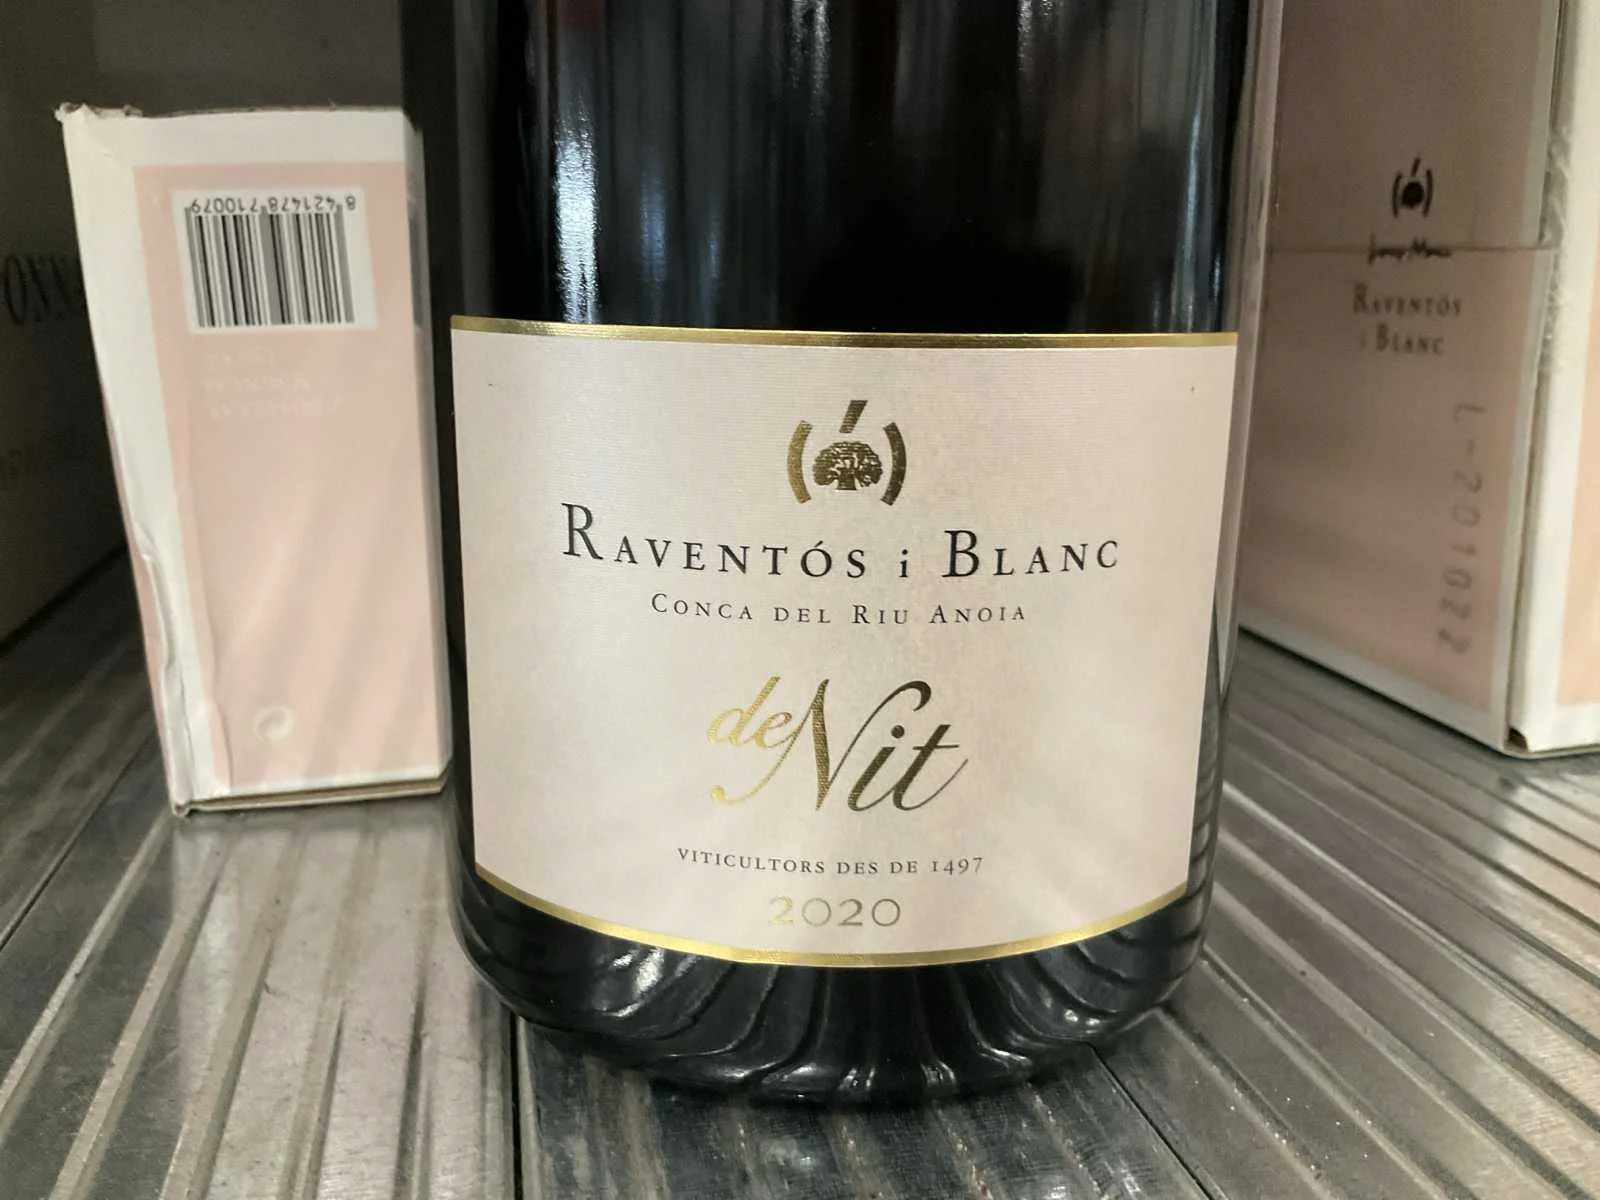 8 421478 710079
RAVENTÓS i BLANC
CONCA DEL RIU ANOIA
de Nit
VITICULTORS DES DE 1497
2020
RAVENTÓS
i BLANC
L-201022